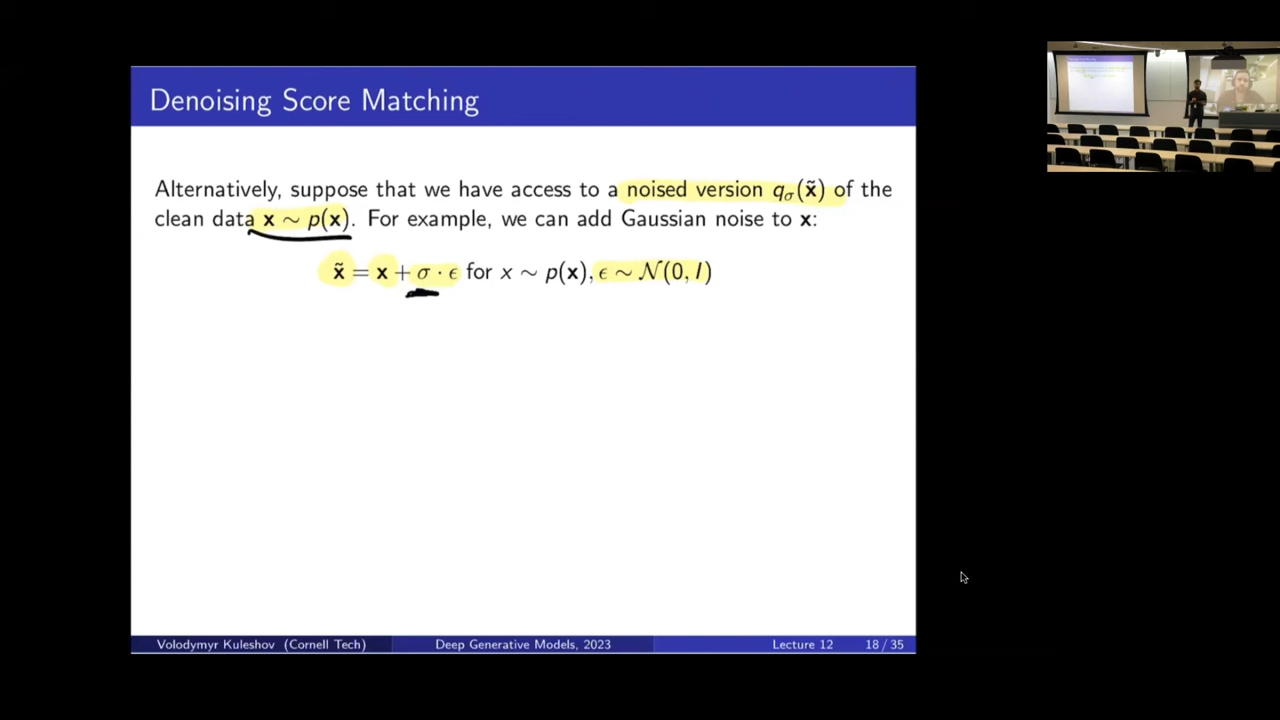 Denoising Score Matching
Alternatively, suppose that we have access to a noised version qσ(x̃) of the
clean data x ∼ p(x). For example, we can add Gaussian noise to x:
x̃ = x + σ · ϵ for x ∼ p(x), ϵ ∼ 𝒩(0, I)
Volodymyr Kuleshov (Cornell Tech) Deep Generative Models, 2023 Lecture 12 18 / 35